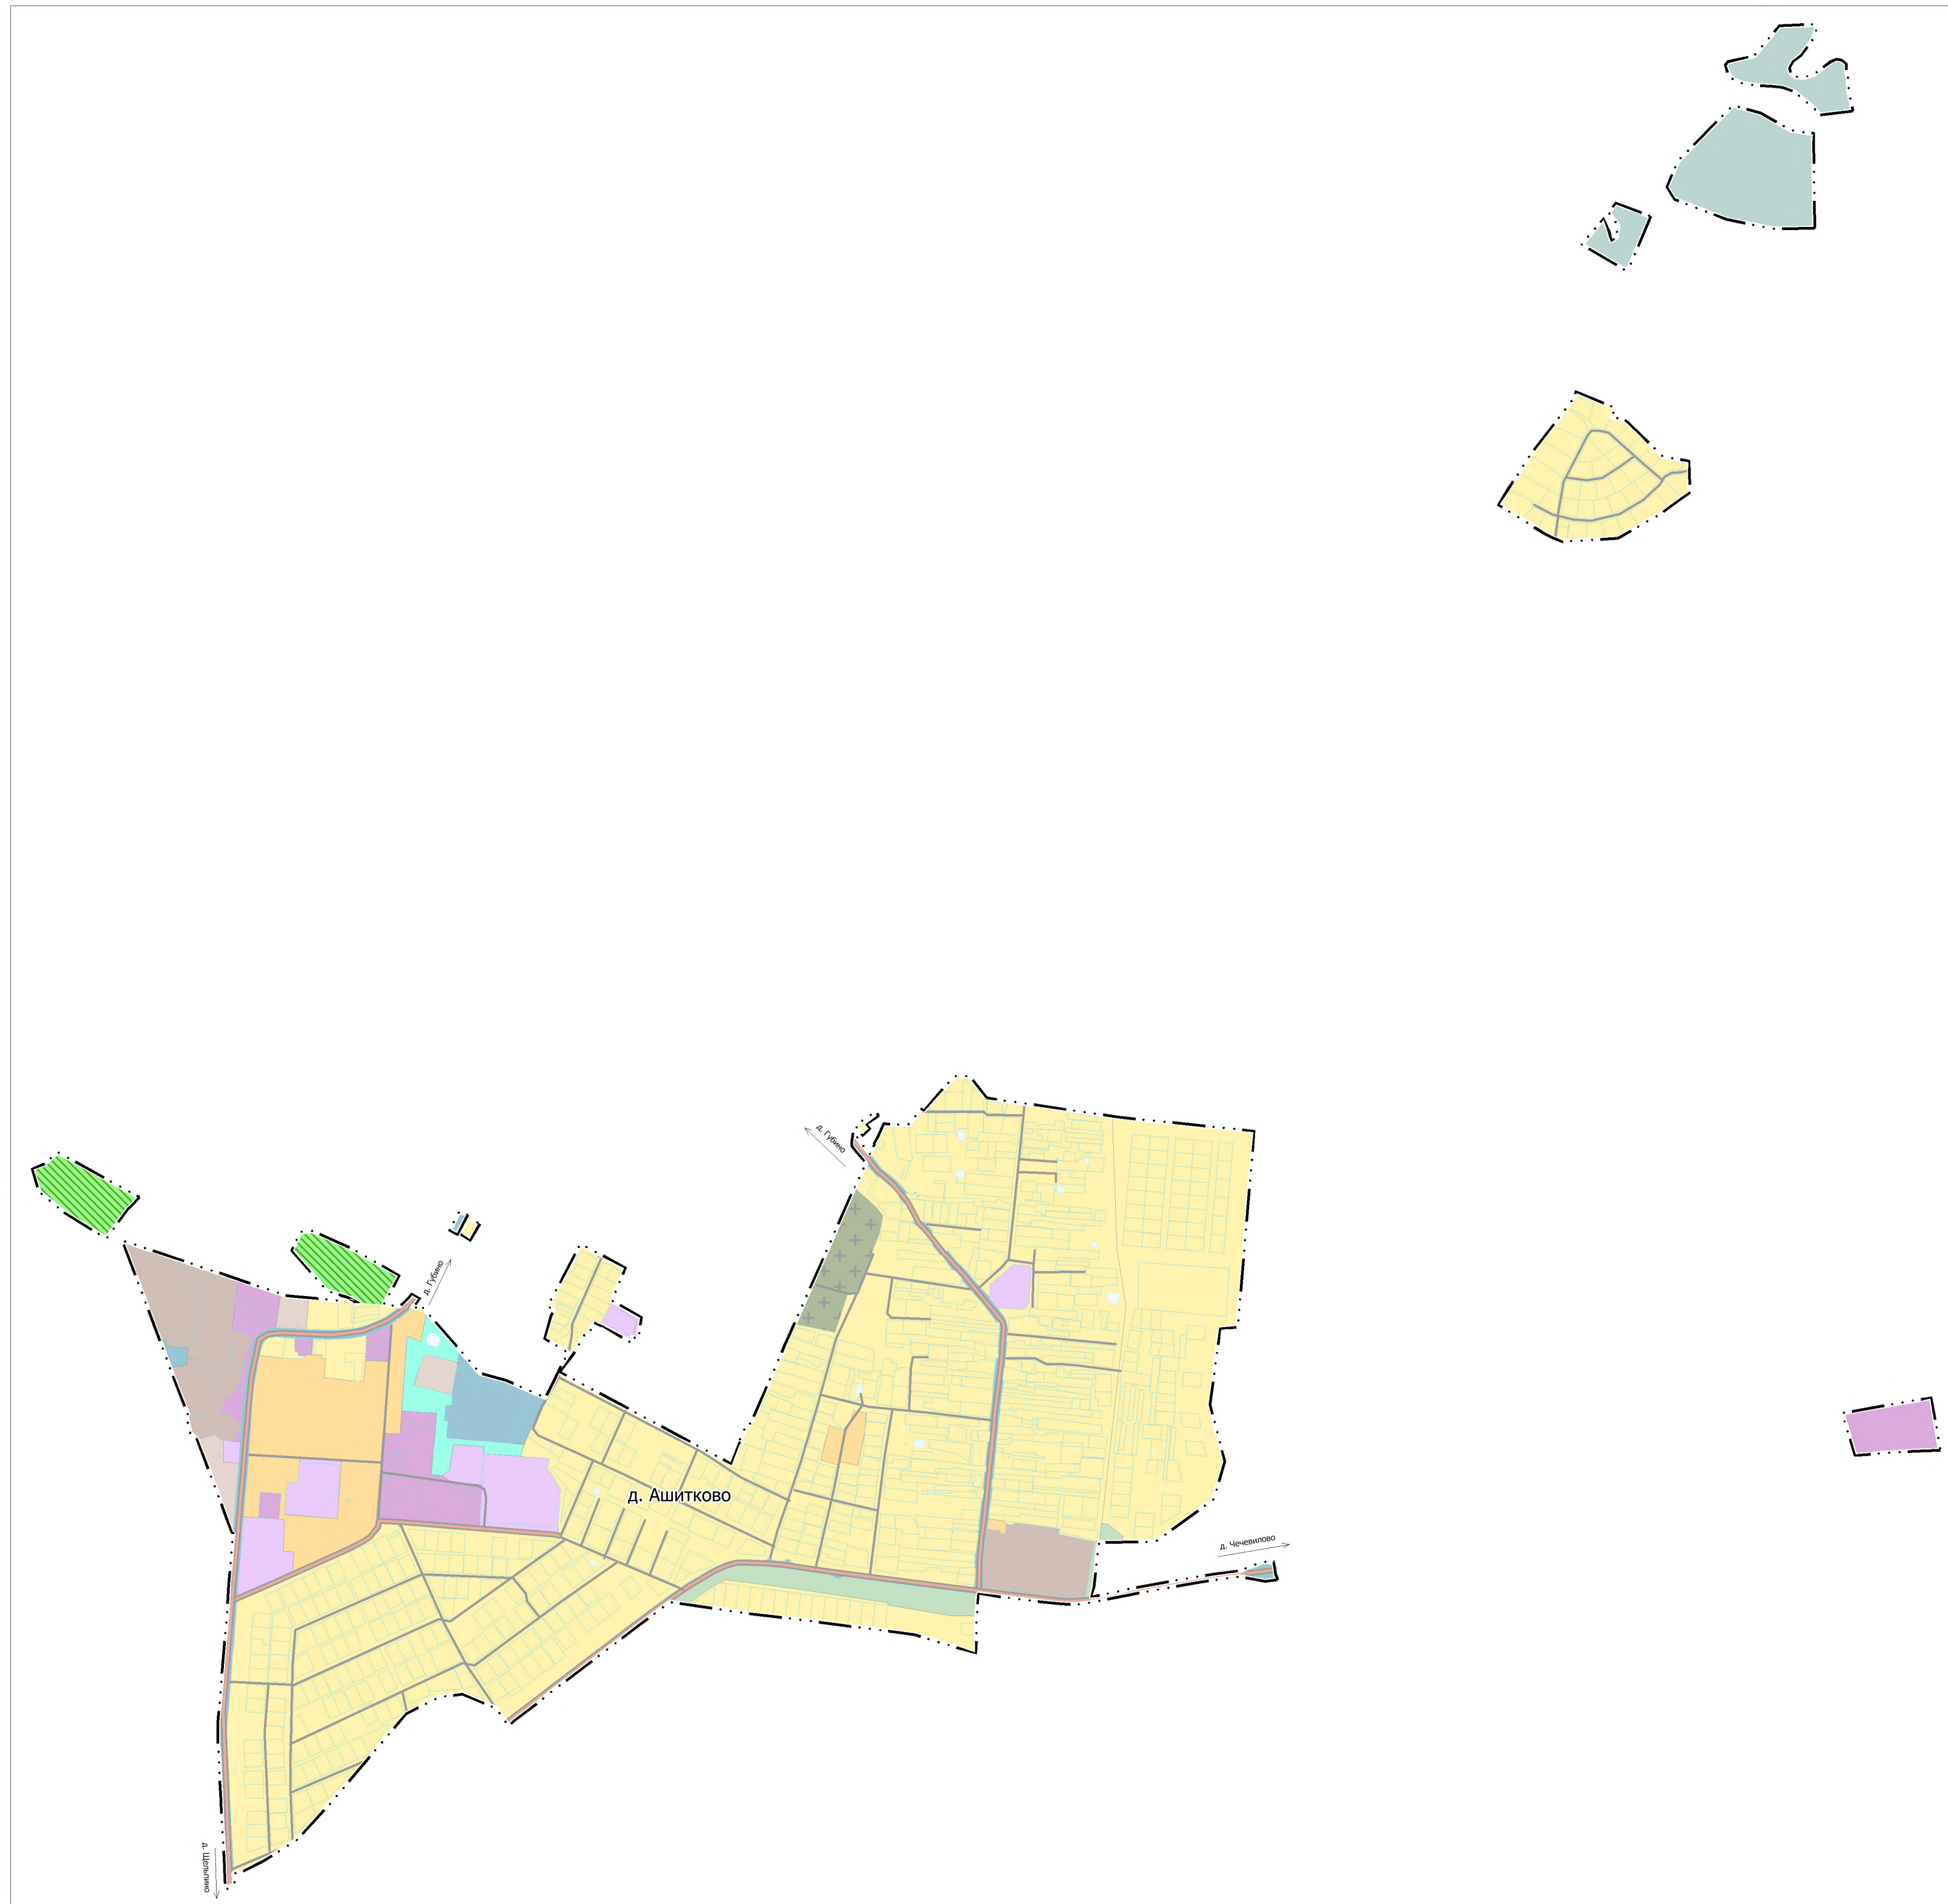 д. Губино
д. Губино
д. Ашитково
д. Чечевилово
д. Щельпино